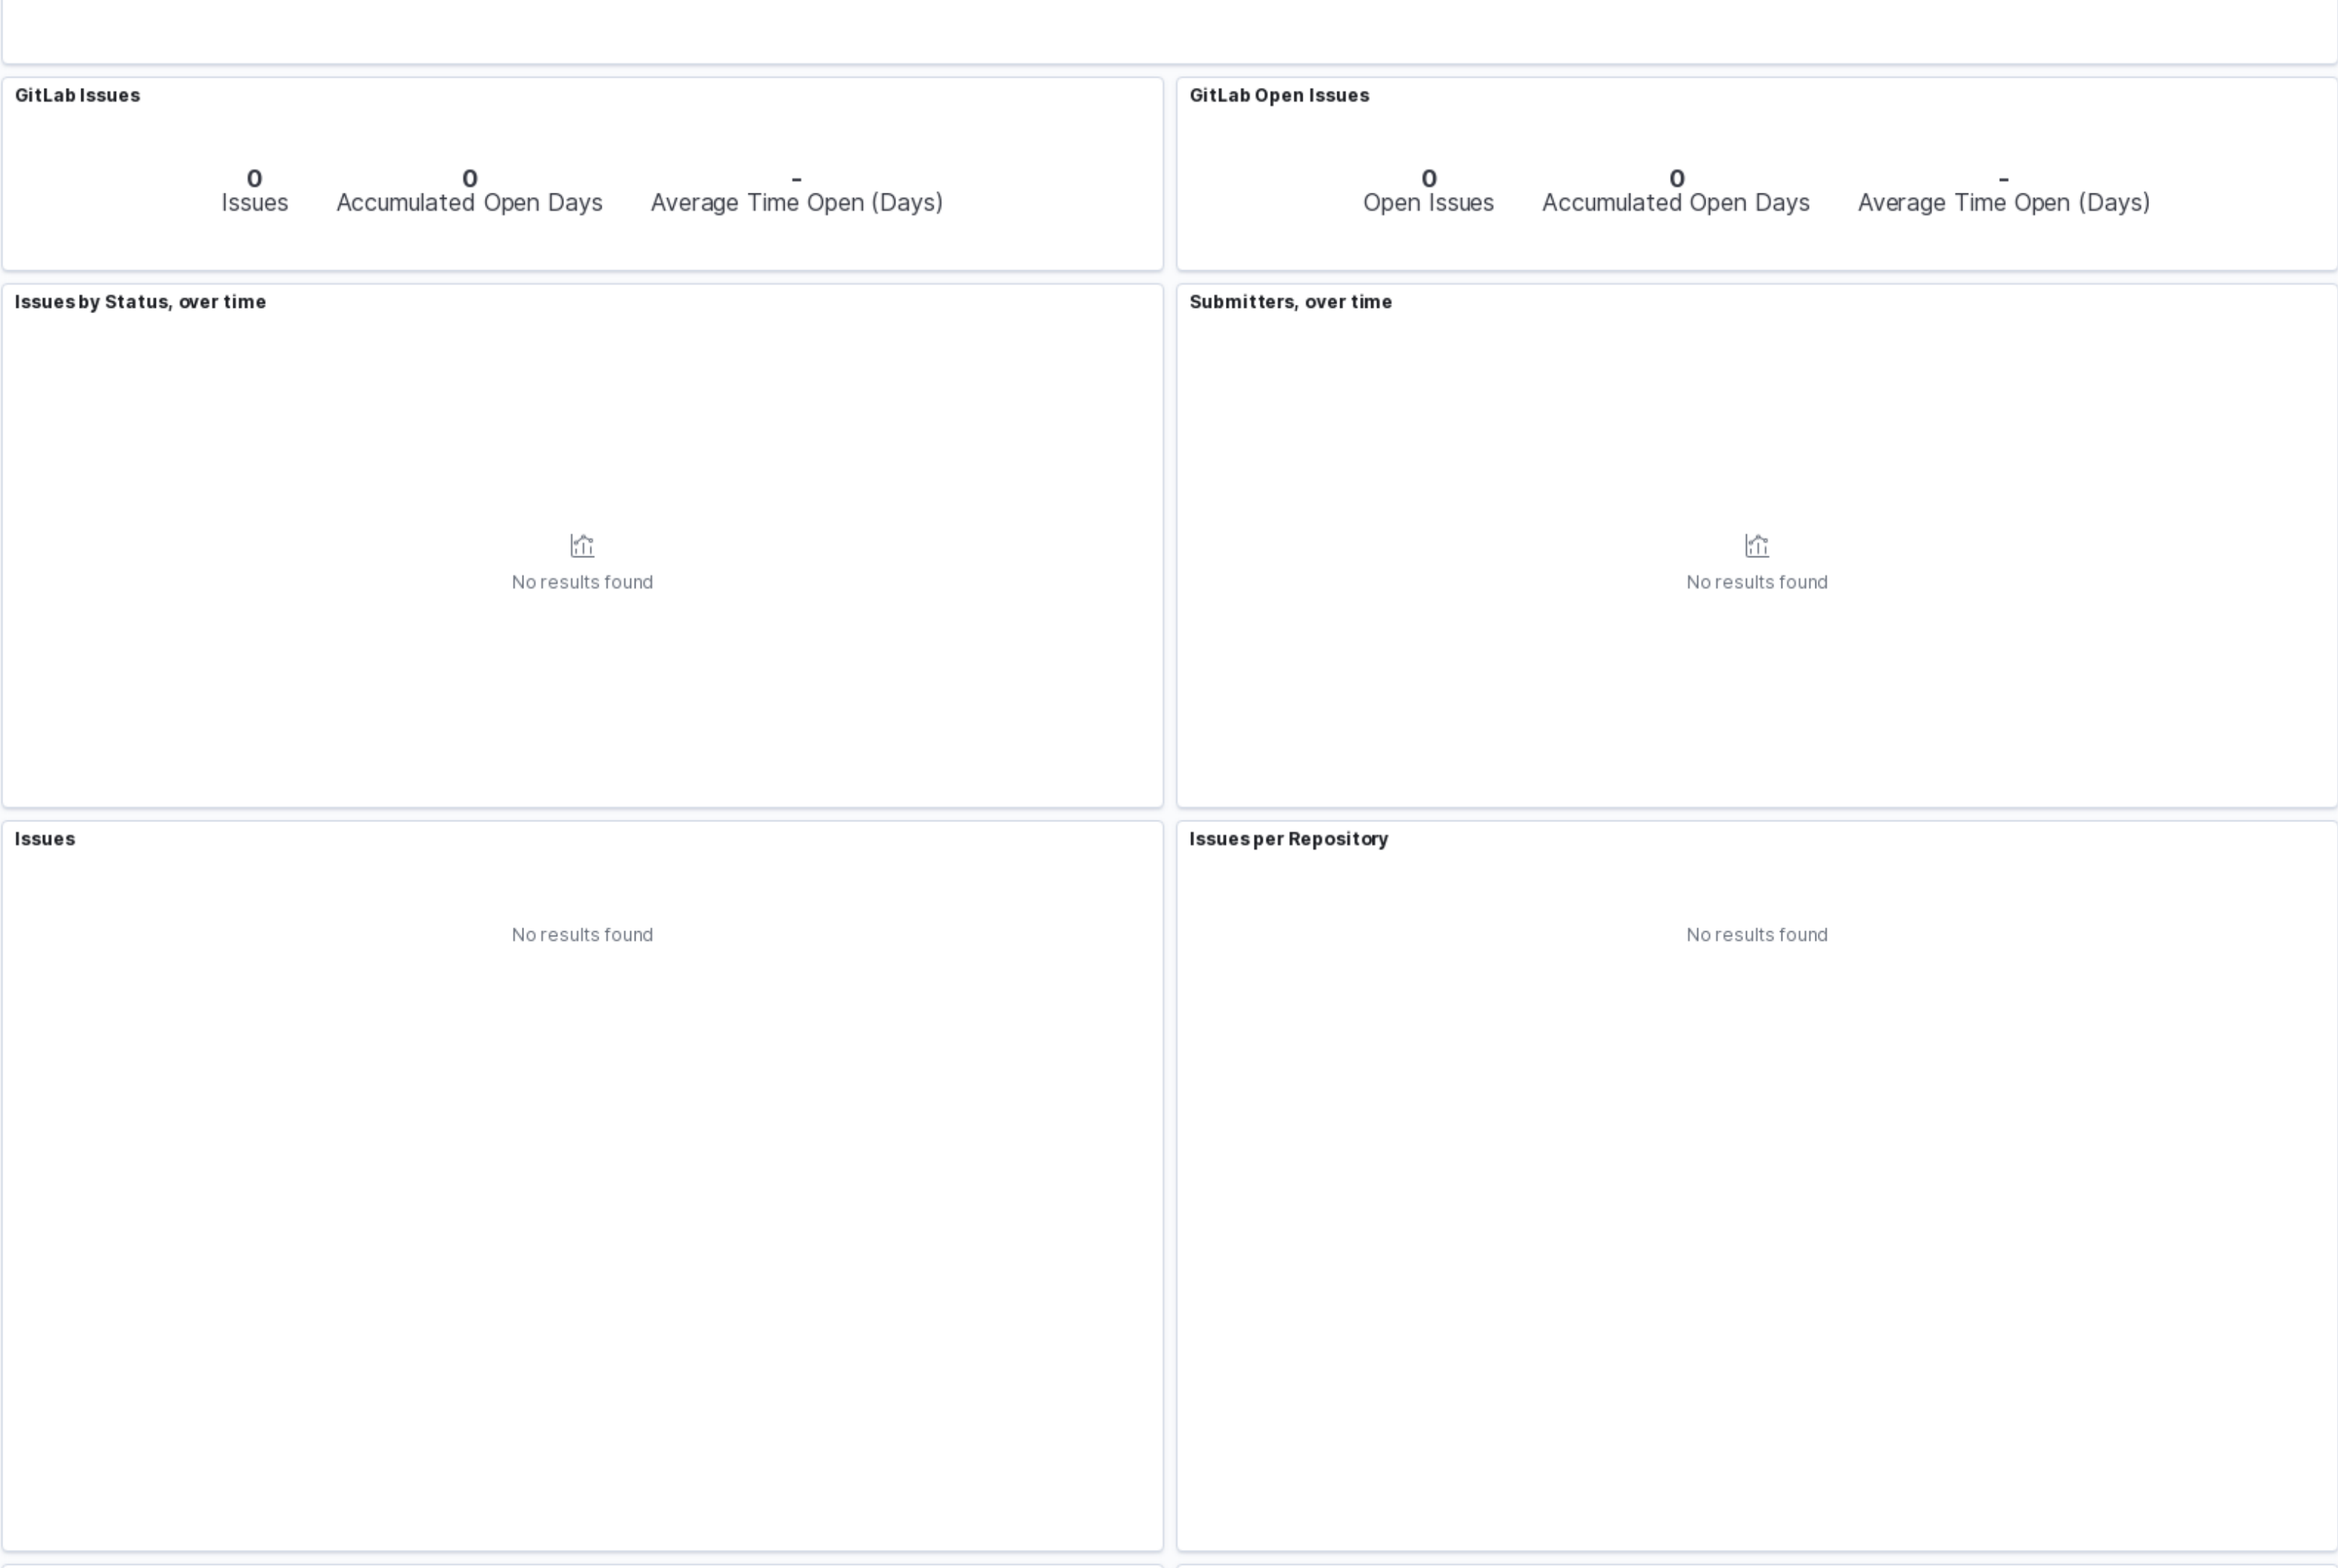 GitLab Issues
0
Issues
0
Accumulated Open Days
-
Average Time Open (Days)
GitLab Open Issues
0
Open Issues
0
Accumulated Open Days
-
Average Time Open (Days)
Issues by Status, over time
No results found
Submitters, over time
No results found
Issues
No results found
Issues per Repository
No results found